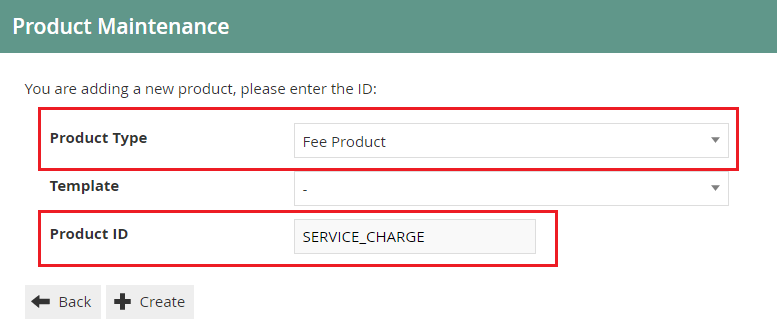 Product Maintenance
You are adding a new product, please enter the ID:
Product Type Fee Product
Template -
Product ID SERVICE_CHARGE
Back Create